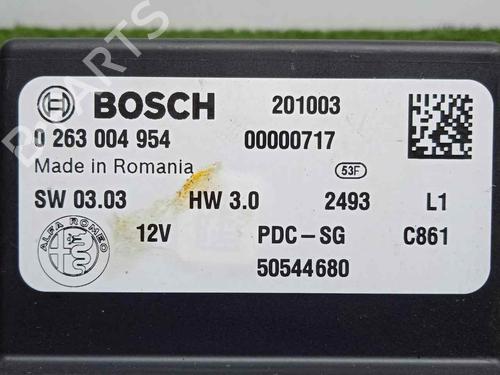 BOSCH 201003
0 263 004 954 00000717
Made in Romania 53F
SW 03.03 HW 3.0 2493 L1
ALFA ROMEO 12V PDC-SG C861
50544680